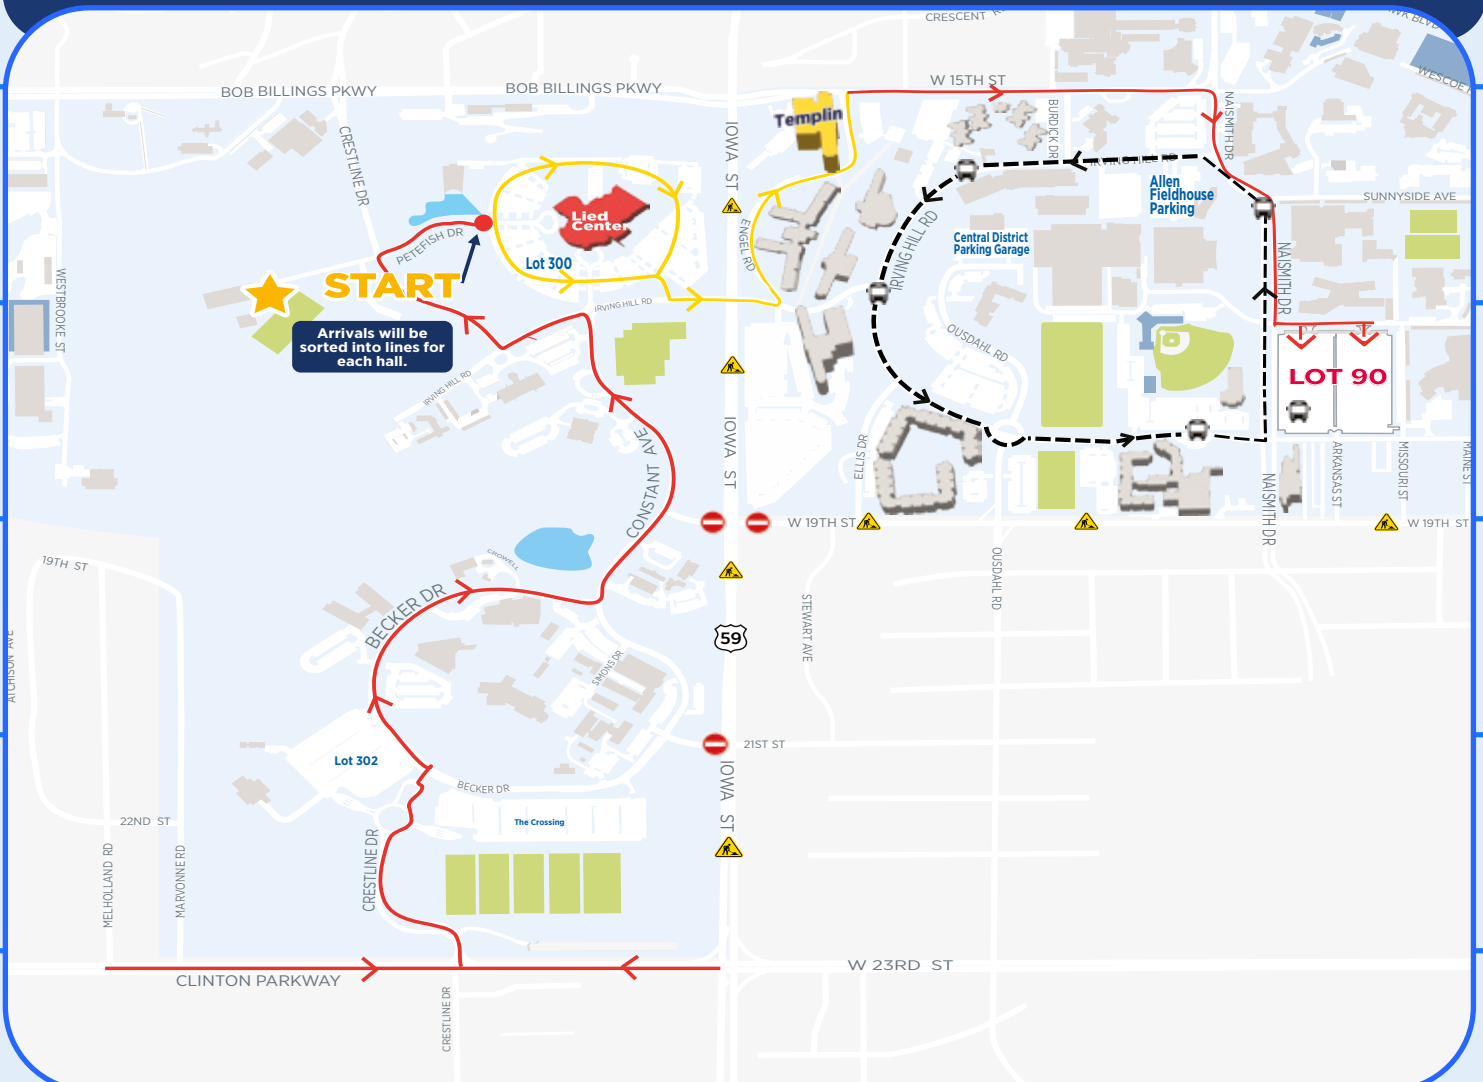 CRESCENT
BOB BILLINGS PKWY
BOB BILLINGS PKWY
W 15TH ST
WESCOE
CRESTLINE DR
IOWA ST
Templin
BURDICK DR
NAISMITH DR
IRVING HILL RD
Allen
Fieldhouse
Parking
SUNNYSIDE AVE
PETEFISH DR
Lied
Center
Lot 300
ENGEL RD
IRVING HILL RD
Central District
Parking Garage
NAISMITH DR
WESTBROOKE ST
START
IRVING HILL RD
Arrivals will be
sorted into lines for
each hall.
OUSDAHL RD
LOT 90
IRVING HILL RD
CONSTANT AVE
IOWA ST
ELLIS DR
NAISMITH DR
ARKANSAS ST
MISSOURI ST
MAINE ST
W 19TH ST
W 19TH ST
19TH ST
CROWELL
BECKER DR
OUSDAHL RD
STEWART AVE
59
ATCHISON AVE
SIMONS DR
Lot 302
21ST ST
BECKER DR
IOWA ST
22ND ST
The Crossing
MELHOLLAND RD
MARVONNE RD
CRESTLINE DR
CLINTON PARKWAY
W 23RD ST
CRESTLINE DR